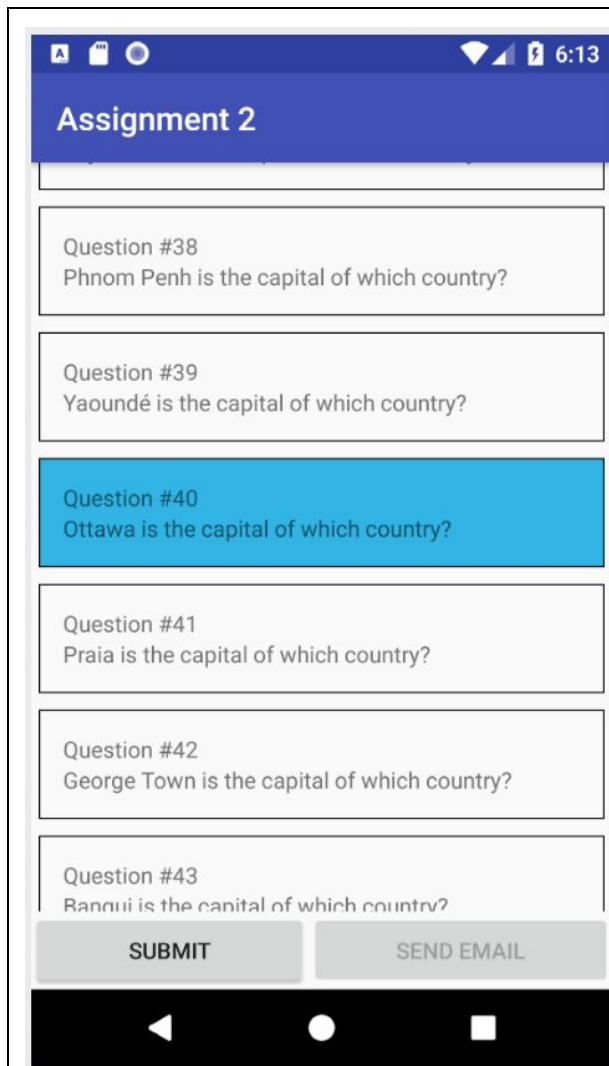 6:13
Assignment 2
Question #38
Phnom Penh is the capital of which country?
Question #39
Yaoundé is the capital of which country?
Question #40
Ottawa is the capital of which country?
Question #41
Praia is the capital of which country?
Question #42
George Town is the capital of which country?
Question #43
Bangui is the capital of which country?
SUBMIT
SEND EMAIL